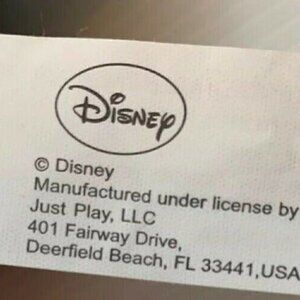 Disney
© Disney
Manufactured under license by
Just Play, LLC
401 Fairway Drive,
Deerfield Beach, FL 33441,USA